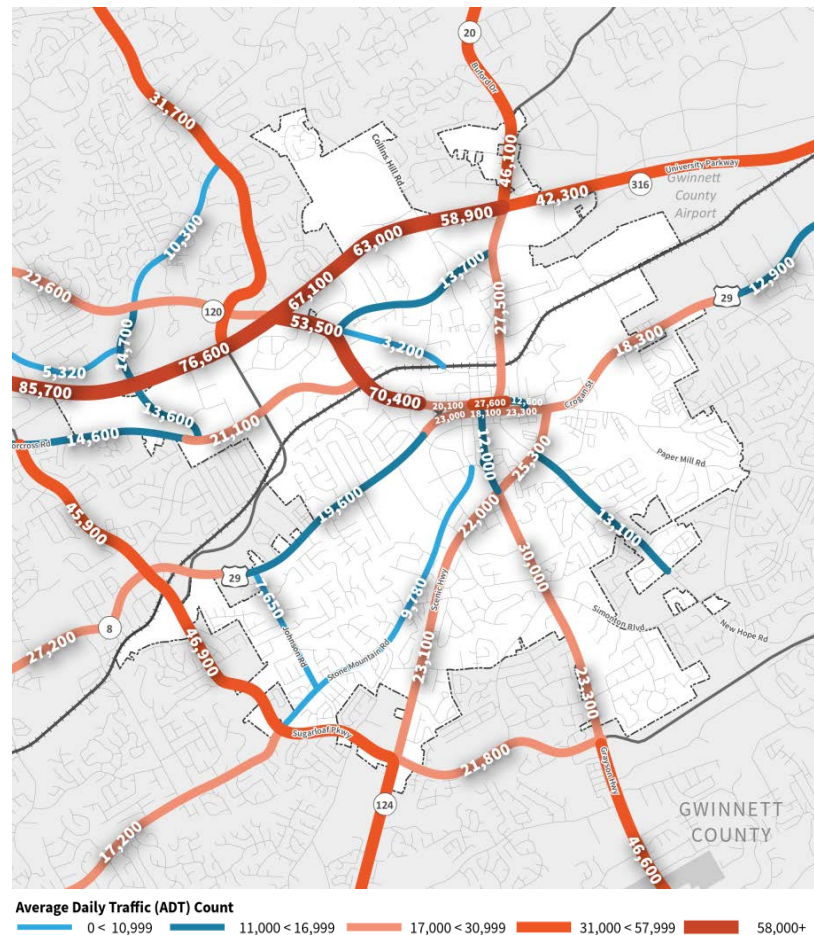 20
Buford Dr
31,700
Collins Hill Rd
46,100
University Parkway
316
Gwinnett
County
Airport
42,300
58,900
63,000
10,300
13,700
67,100
22,600
120
27,500
29
12,900
53,500
18,300
14,700
76,600
3,200
5,320
85,700
70,400
Crogan St
20,100
27,600
23,000
18,100
23,300
13,600
21,100
14,600
orcross Rd
12,000
25,300
Paper Mill Rd
19,600
22,000
13,100
45,900
30,000
29
7,650
9,780
Scenic Hwy
Simonton Blvd
New Hope Rd
8
27,200
46,900
Johnson Rd
Stone Mountain Rd
23,100
23,300
Sugarloaf Pkwy
21,800
Grayson Hwy
124
17,200
GWINNETT
COUNTY
46,600
Average Daily Traffic (ADT) Count
0 < 10,999 11,000 < 16,999 17,000 < 30,999 31,000 < 57,999 58,000+